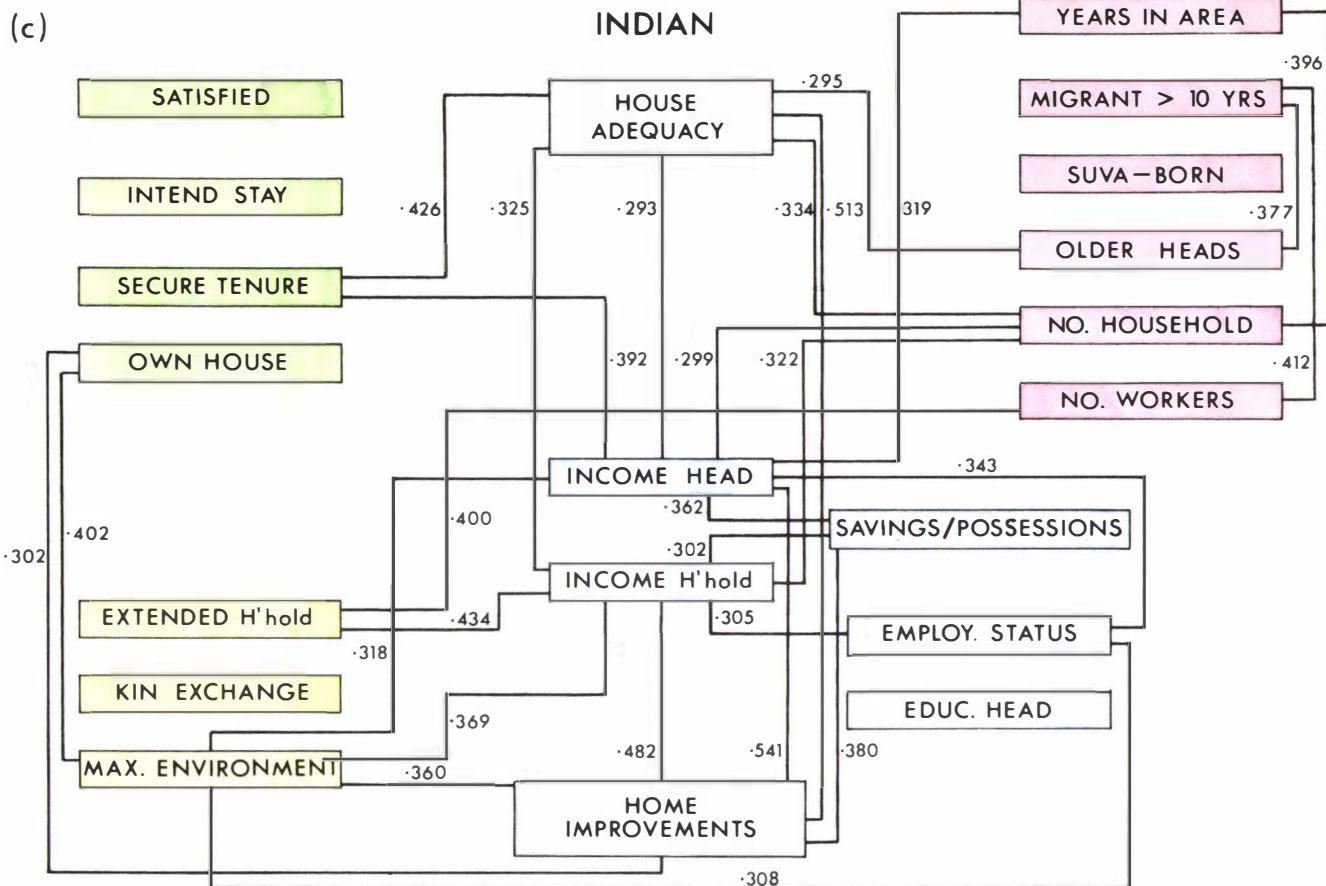 (c)
INDIAN
YEARS IN AREA
·396
SATISFIED
HOUSE
ADEQUACY
·295
MIGRANT > 10 YRS
INTEND STAY
SUVA—BORN
·426
·325
·293
·334
·513
319
·377
OLDER HEADS
SECURE TENURE
NO. HOUSEHOLD
OWN HOUSE
·392
·299
·322
·412
NO. WORKERS
INCOME HEAD
·343
·362
SAVINGS/POSSESSIONS
·400
·402
·302
·302
INCOME H'hold
EXTENDED H'hold
·434
·305
EMPLOY. STATUS
·318
KIN EXCHANGE
EDUC. HEAD
·369
·482
·541
·380
MAX. ENVIRONMENT
·360
HOME
IMPROVEMENTS
·308